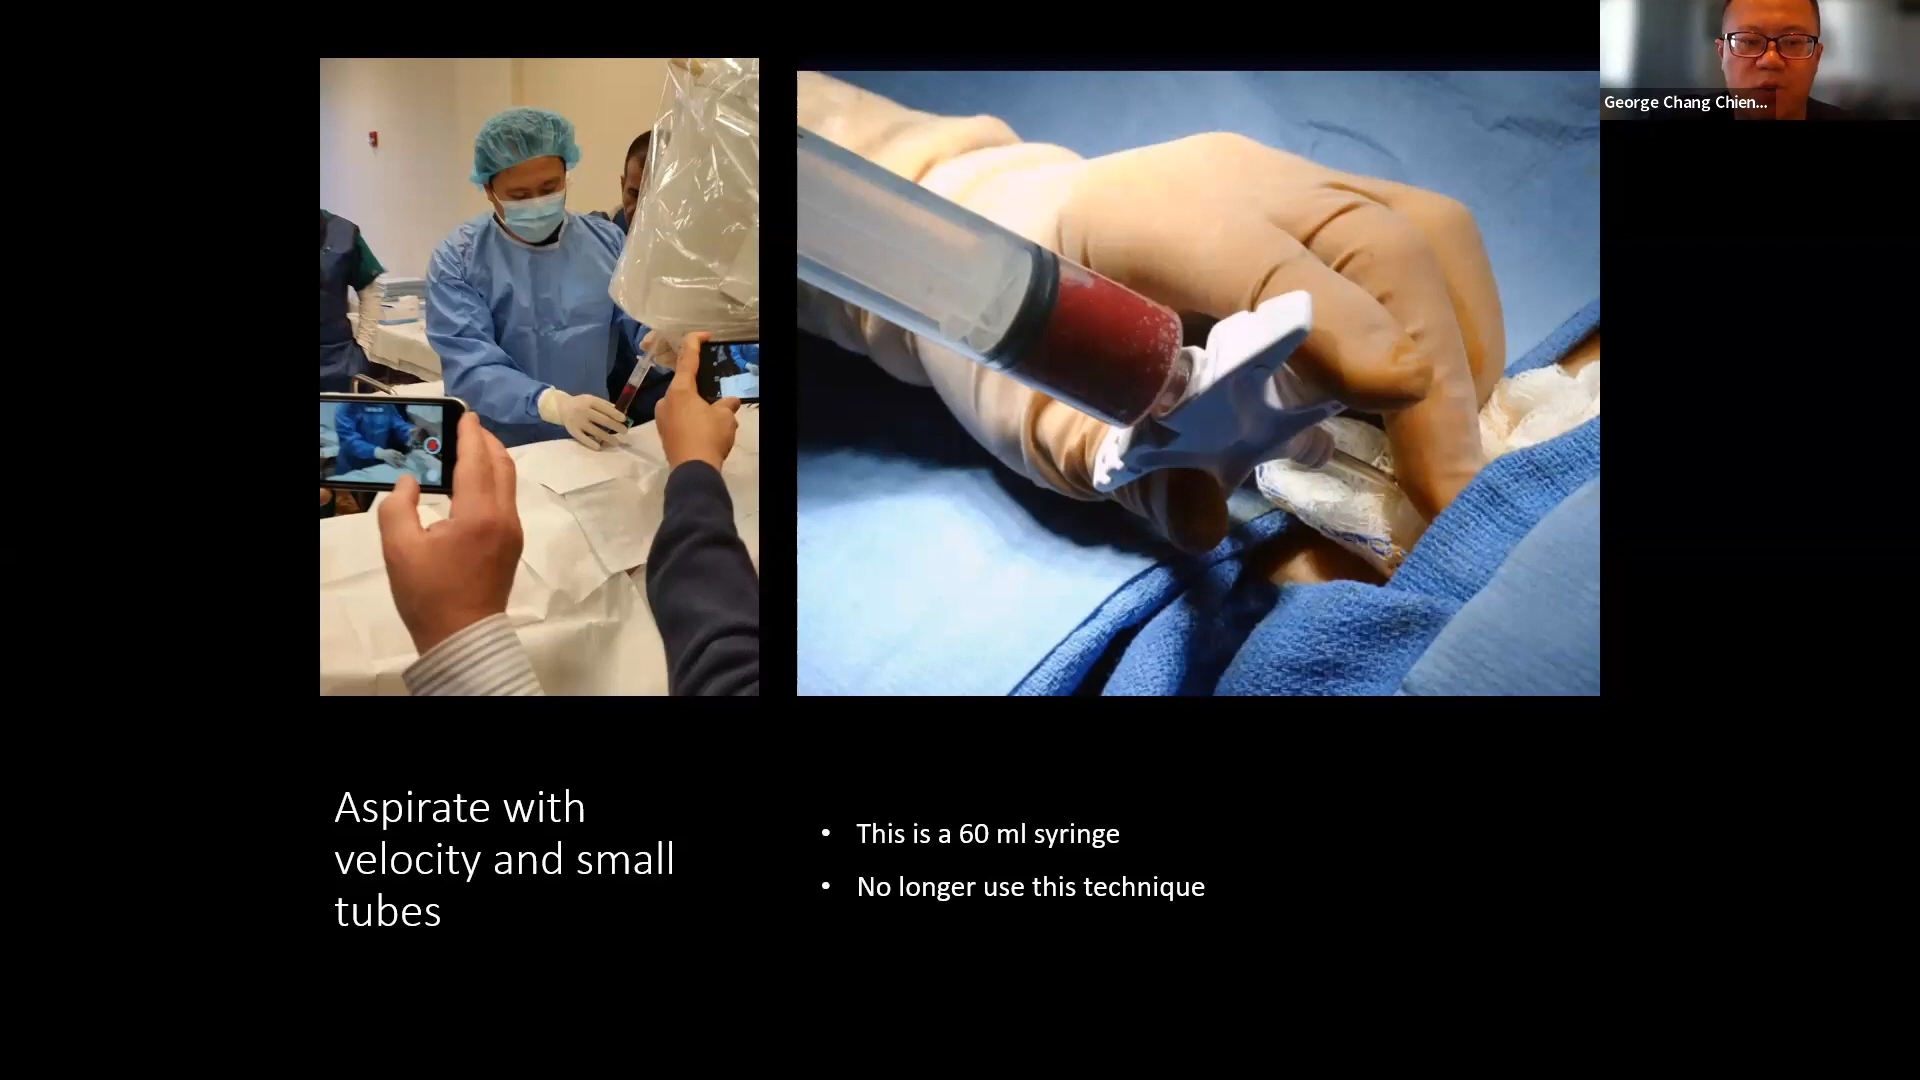 George Chang Chien...
Aspirate with
velocity and small
tubes
• This is a 60 ml syringe
• No longer use this technique